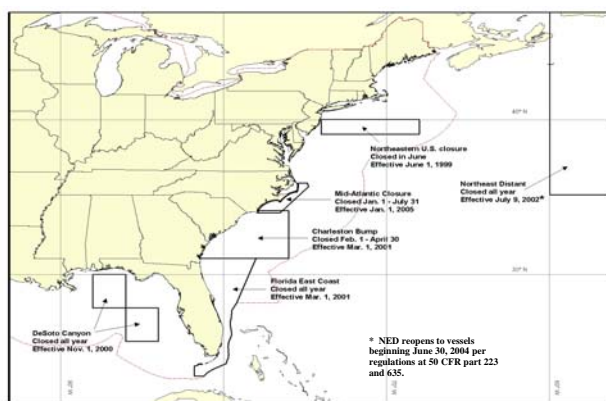 40° N
Northeastern U.S. closure
Closed in June
Effective June 1, 1999
Northeast Distant
Closed all year
Effective July 9, 2002*
Mid-Atlantic Closure
Closed Jan. 1 - July 31
Effective Jan. 1, 2005
Charleston Bump
Closed Feb. 1 - April 30
Effective Mar. 1, 2001
Florida East Coast
Closed all year
Effective Mar. 1, 2001
DeSoto Canyon
Closed all year
Effective Nov. 1, 2000
* NED reopens to vessels
beginning June 30, 2004 per
regulations at 50 CFR part 223
and 635.